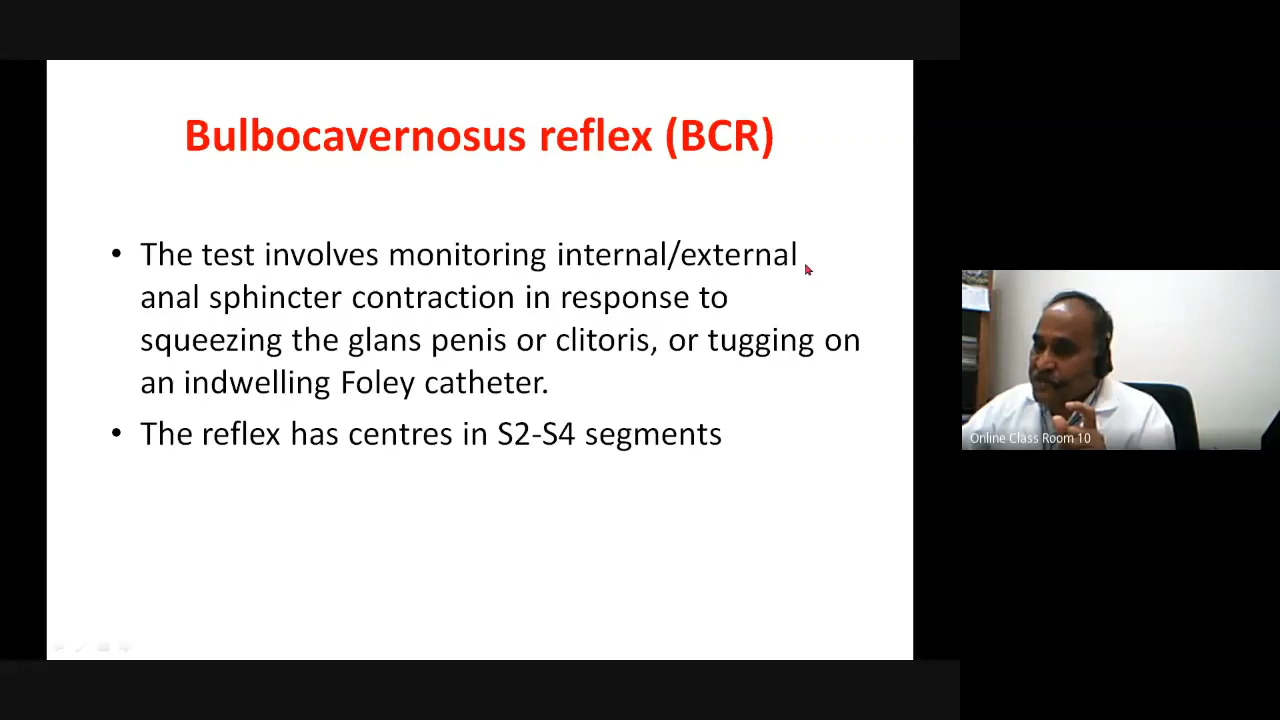 Bulbocavernosus reflex (BCR)
• The test involves monitoring internal/external
anal sphincter contraction in response to
squeezing the glans penis or clitoris, or tugging on
an indwelling Foley catheter.
• The reflex has centres in S2-S4 segments
Online Class Room 10